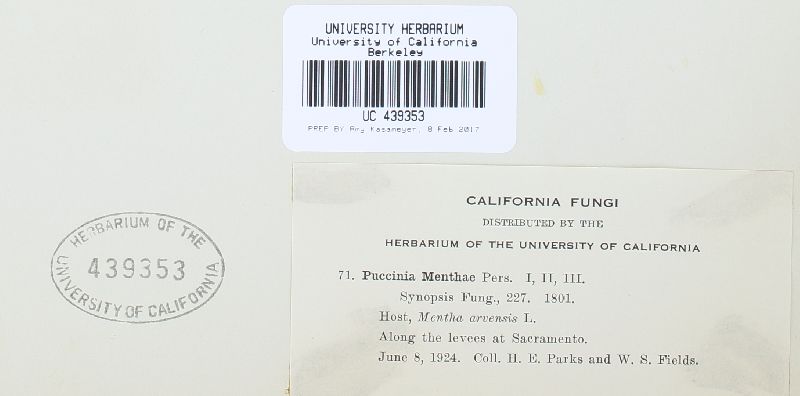 UNIVERSITY HERBARIUM
University of California
Berkeley
UC 439353
PREP BY Amy Kasameyer, 8 Feb 2017
HERBARIUM OF THE
439353
UNIVERSITY OF CALIFORNIA
CALIFORNIA FUNGI
DISTRIBUTED BY THE
HERBARIUM OF THE UNIVERSITY OF CALIFORNIA
71. Puccinia Menthae Pers. I, II, III.
Synopsis Fung., 227. 1801.
Host, Mentha arvensis L.
Along the levees at Sacramento.
June 8, 1924. Coll. H. E. Parks and W. S. Fields.